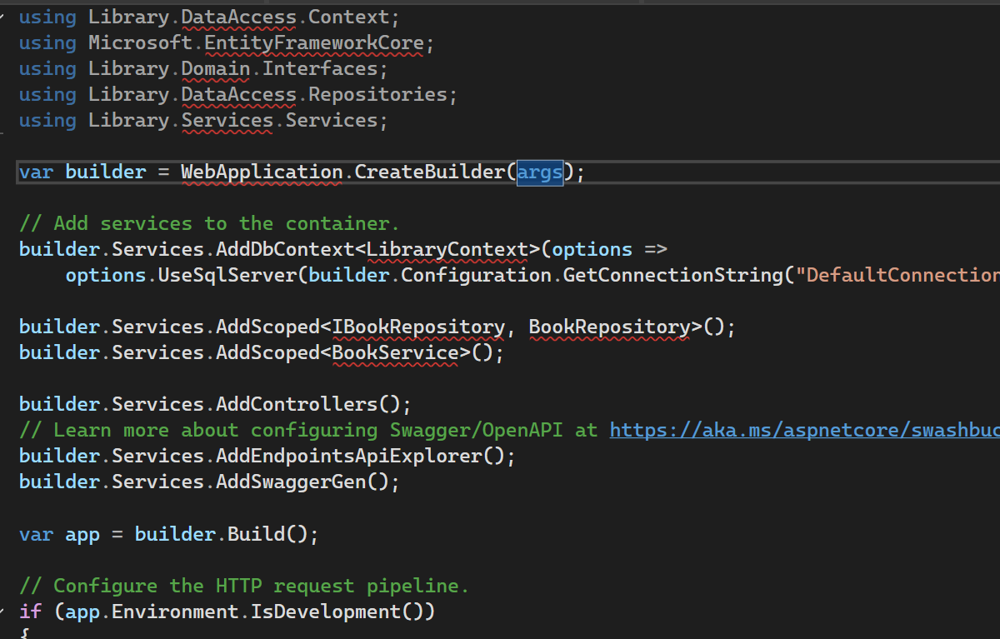 using Library.DataAccess.Context;
using Microsoft.EntityFrameworkCore;
using Library.Domain.Interfaces;
using Library.DataAccess.Repositories;
using Library.Services.Services;
var builder = WebApplication.CreateBuilder(args);
// Add services to the container.
builder.Services.AddDbContext<LibraryContext>(options =>
options.UseSqlServer(builder.Configuration.GetConnectionString("DefaultConnection
builder.Services.AddScoped<IBookRepository, BookRepository>();
builder.Services.AddScoped<BookService>();
builder.Services.AddControllers();
// Learn more about configuring Swagger/OpenAPI at https://aka.ms/aspnetcore/swashbuc
builder.Services.AddEndpointsApiExplorer();
builder.Services.AddSwaggerGen();
var app = builder.Build();
// Configure the HTTP request pipeline.
if (app.Environment.IsDevelopment())
{